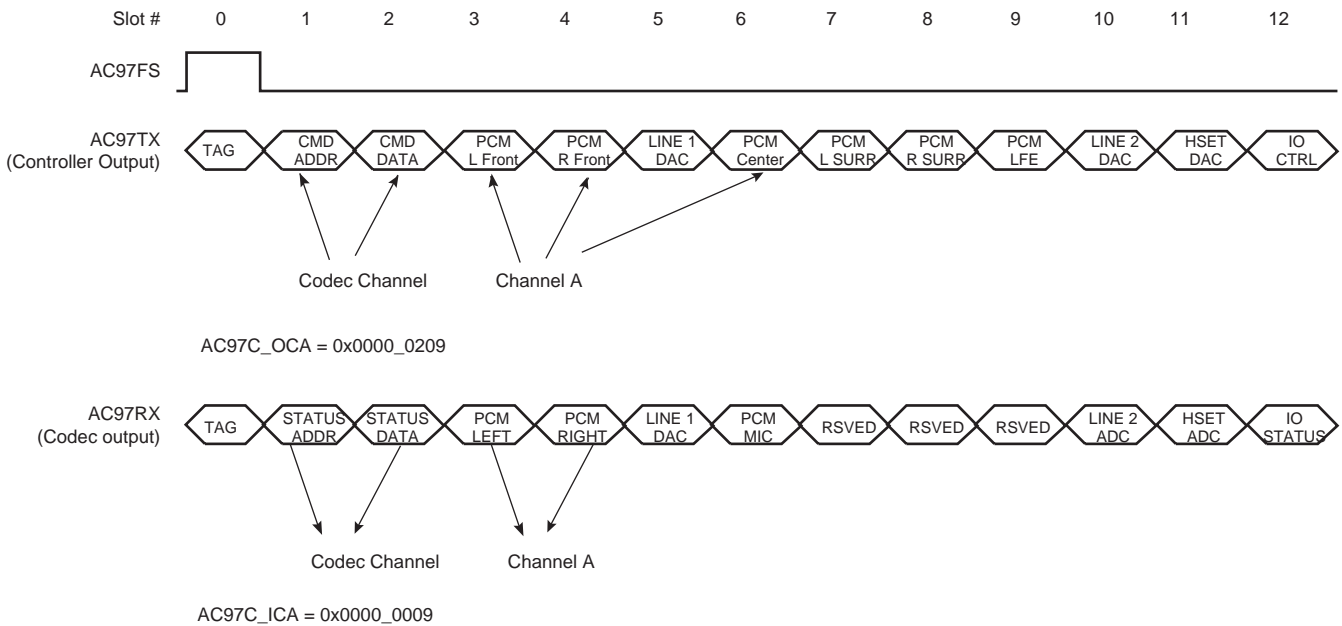 Slot # 0 1 2 3 4 5 6 7 8 9 10 11 12
AC97FS
AC97TX
(Controller Output)
TAG
CMD
ADDR
CMD
DATA
PCM
L Front
PCM
R Front
LINE 1
DAC
PCM
Center
PCM
L SURR
PCM
R SURR
PCM
LFE
LINE 2
DAC
HSET
DAC
IO
CTRL
Codec Channel
Channel A
AC97C_OCA = 0x0000_0209
AC97RX
(Codec output)
TAG
STATUS
ADDR
STATUS
DATA
PCM
LEFT
PCM
RIGHT
LINE 1
DAC
PCM
MIC
RSVED
RSVED
RSVED
LINE 2
ADC
HSET
ADC
IO
STATUS
Codec Channel
Channel A
AC97C_ICA = 0x0000_0009